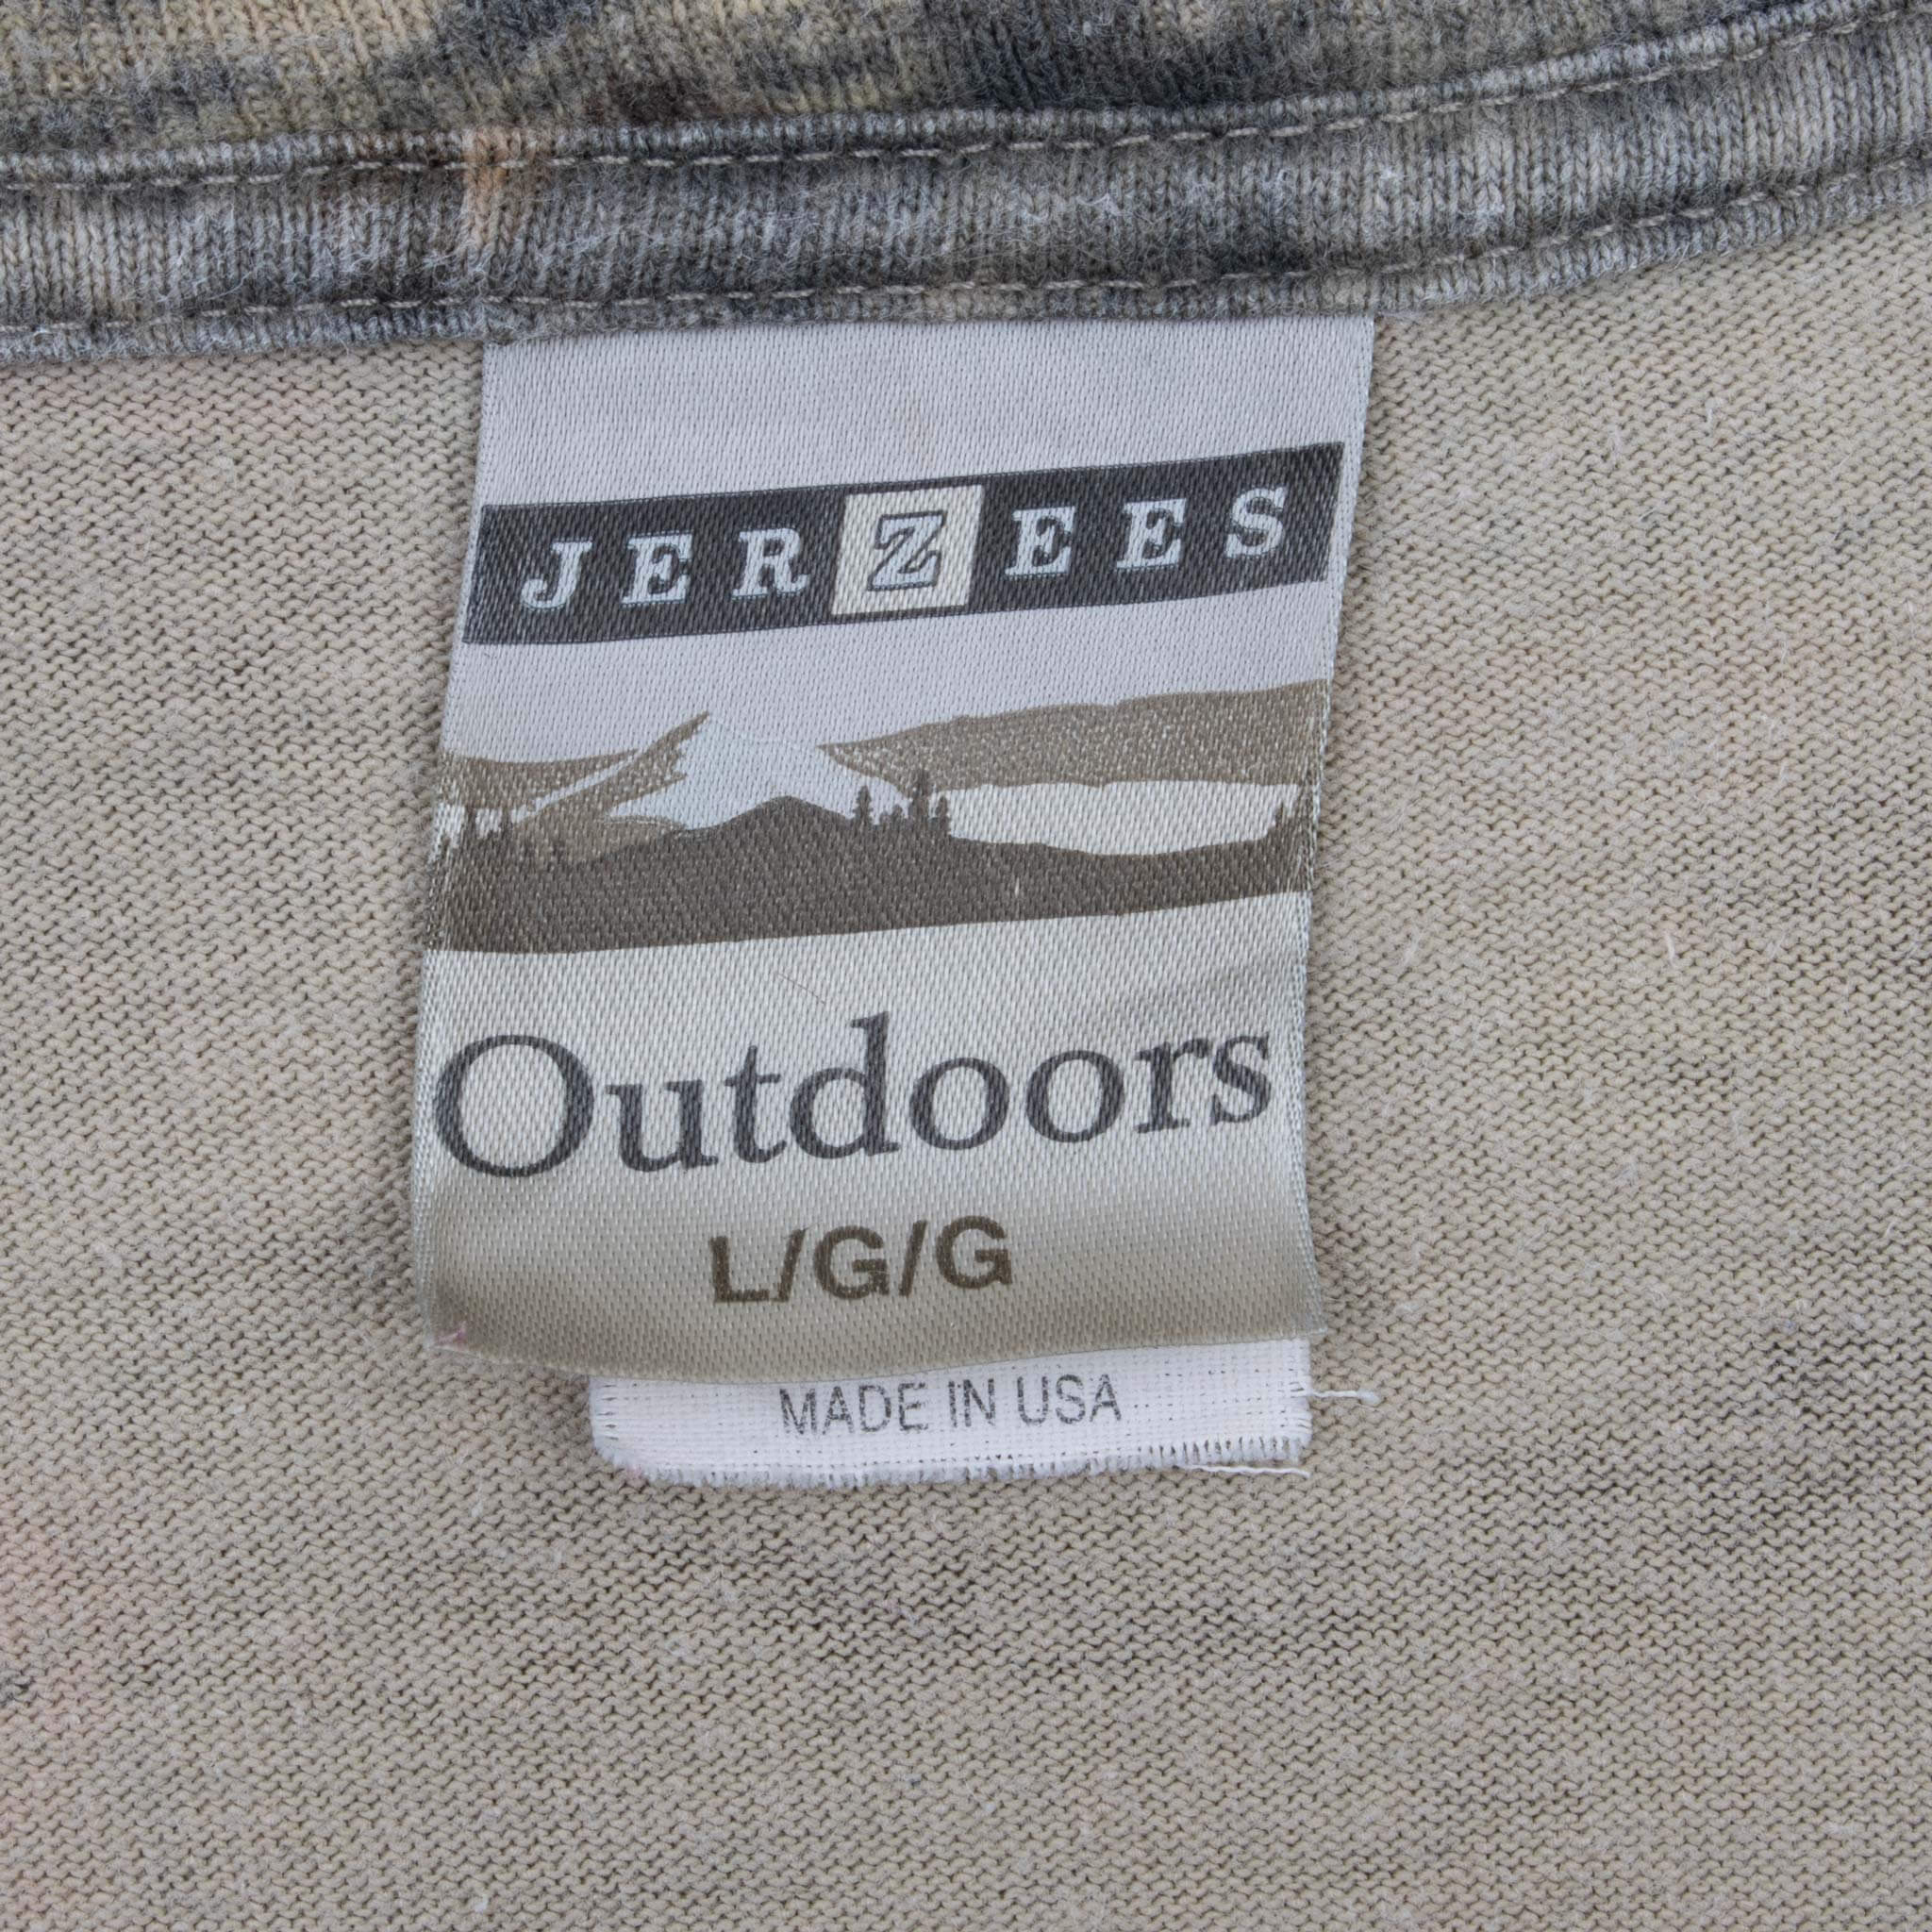 JERZEES
Outdoors
L/G/G
MADE IN USA